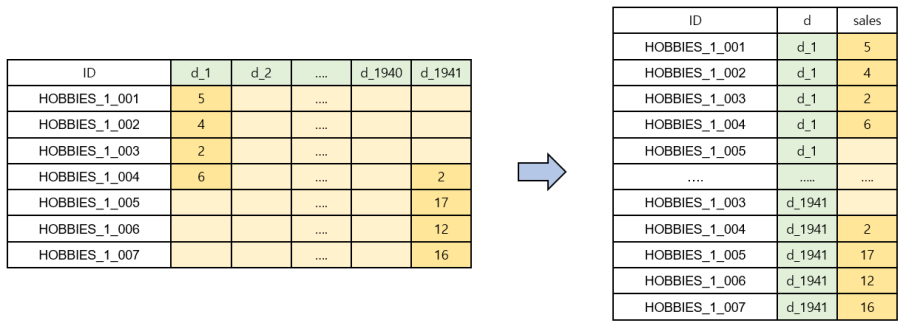 ID d_1 d_2 .... d_1940 d_1941
HOBBIES_1_001 5 ....
HOBBIES_1_002 4 ....
HOBBIES_1_003 2 ....
HOBBIES_1_004 6 .... 2
HOBBIES_1_005 .... 17
HOBBIES_1_006 .... 12
HOBBIES_1_007 .... 16
ID d sales
HOBBIES_1_001 d_1 5
HOBBIES_1_002 d_1 4
HOBBIES_1_003 d_1 2
HOBBIES_1_004 d_1 6
HOBBIES_1_005 d_1
.... ..... ....
HOBBIES_1_003 d_1941
HOBBIES_1_004 d_1941 2
HOBBIES_1_005 d_1941 17
HOBBIES_1_006 d_1941 12
HOBBIES_1_007 d_1941 16